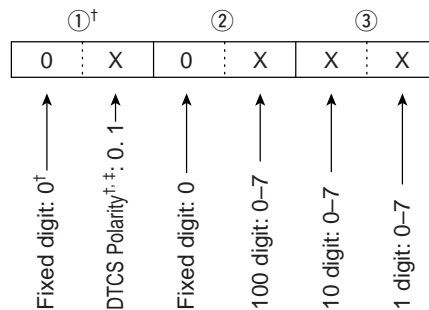 ①† ② ③
0 X 0 X X X
Fixed digit: 0†
DTCS Polarity†, ‡: 0. 1
Fixed digit: 0
100 digit: 0–7
10 digit: 0–7
1 digit: 0–7